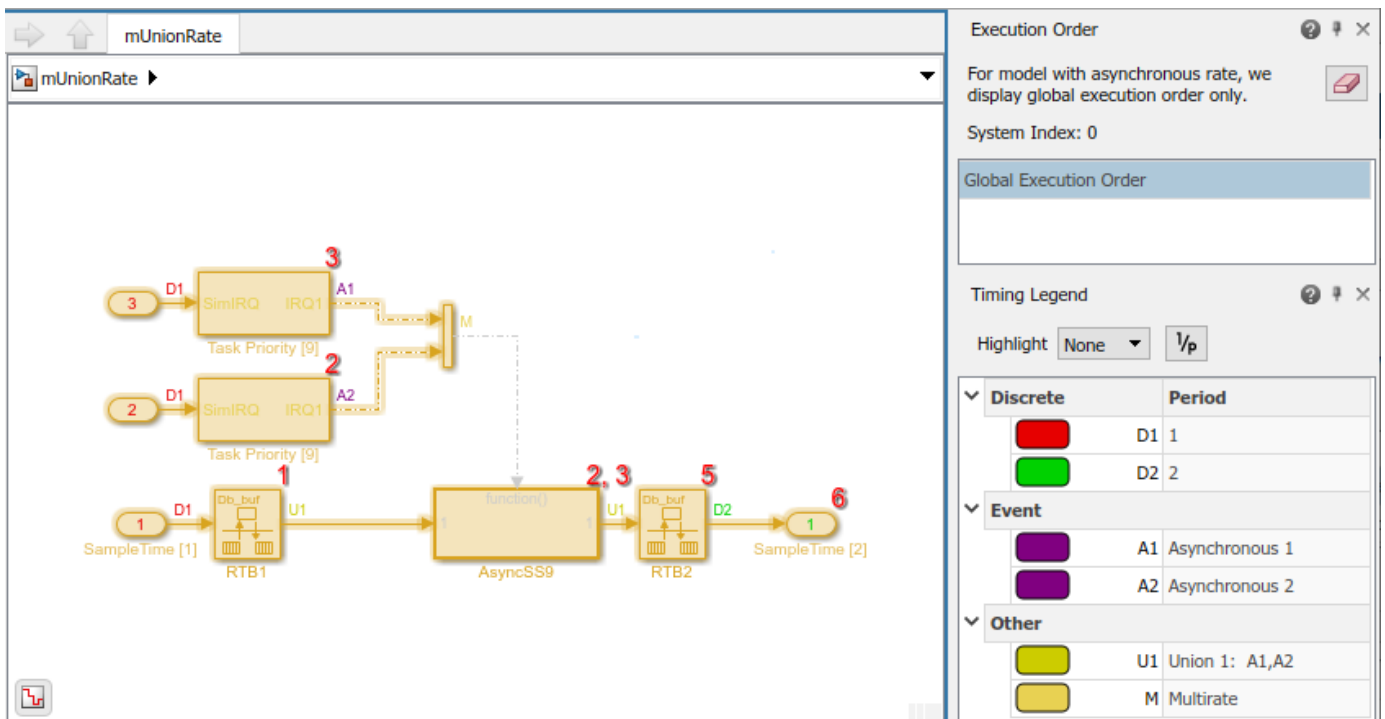 mUnionRate
mUnionRate
3
D1
3
SimIRQ
IRQ1
A1
Task Priority [9]
M
2
D1
2
SimIRQ
IRQ1
A2
Task Priority [9]
1
D1
1
SampleTime [1]
Db_buf
U1
RTB1
function()
1
1
2, 3
U1
AsyncSS9
5
Db_buf
D2
RTB2
6
1
SampleTime [2]
Execution Order
For model with asynchronous rate, we
display global execution order only.
System Index: 0
Global Execution Order
Timing Legend
Highlight None 1/p
Discrete Period
D1 1
D2 2
Event
A1 Asynchronous 1
A2 Asynchronous 2
Other
U1 Union 1: A1,A2
M Multirate